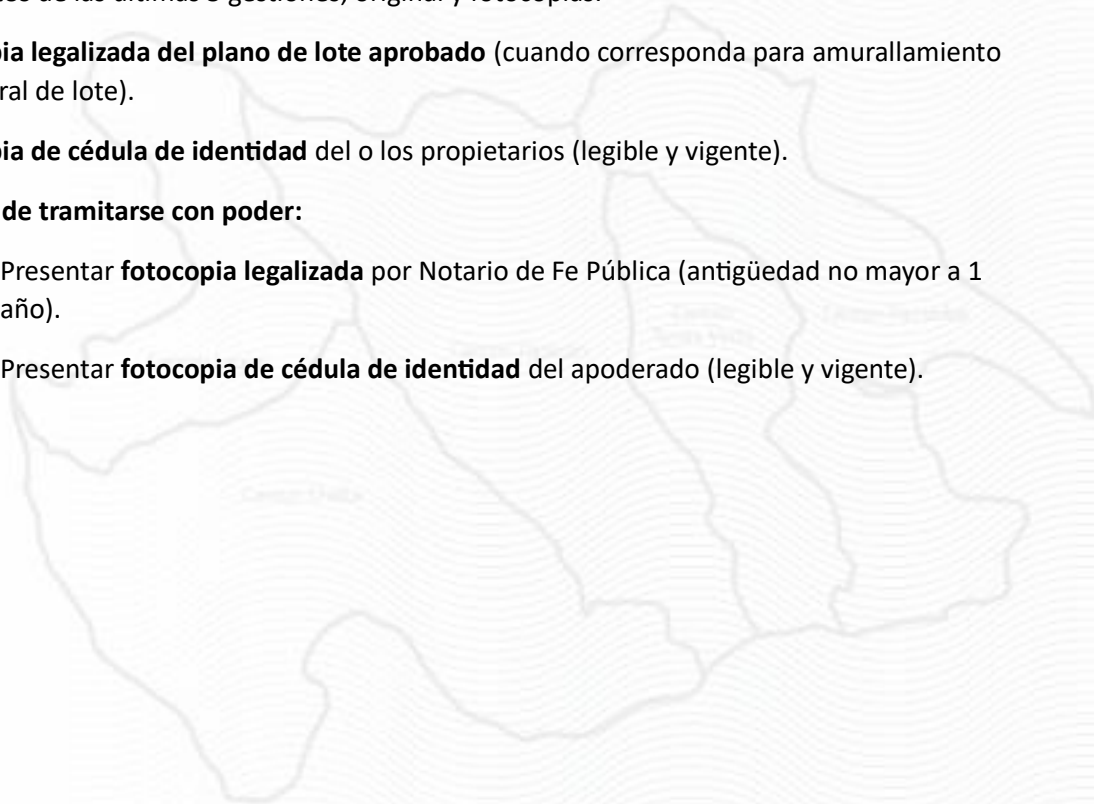 pia legalizada del plano de lote aprobado (cuando corresponda para amurallamiento
ral de lote).
pia de cédula de identidad del o los propietarios (legible y vigente).
de tramitarse con poder:
Presentar fotocopia legalizada por Notario de Fe Pública (antigüedad no mayor a 1
año).
Presentar fotocopia de cédula de identidad del apoderado (legible y vigente).